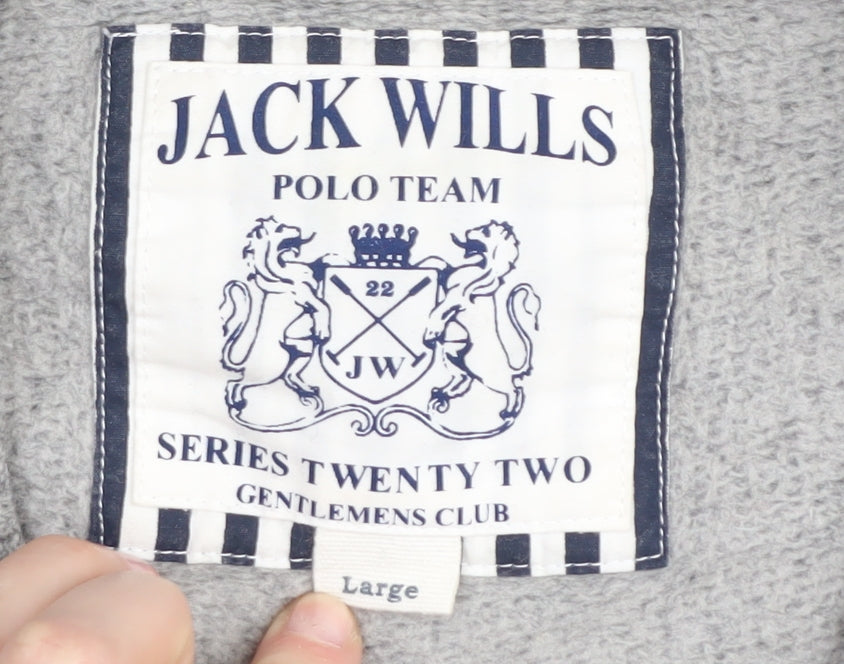 JACK WILLS
POLO TEAM
22
JW
SERIES TWENTY TWO
GENTLEMENS CLUB
Large